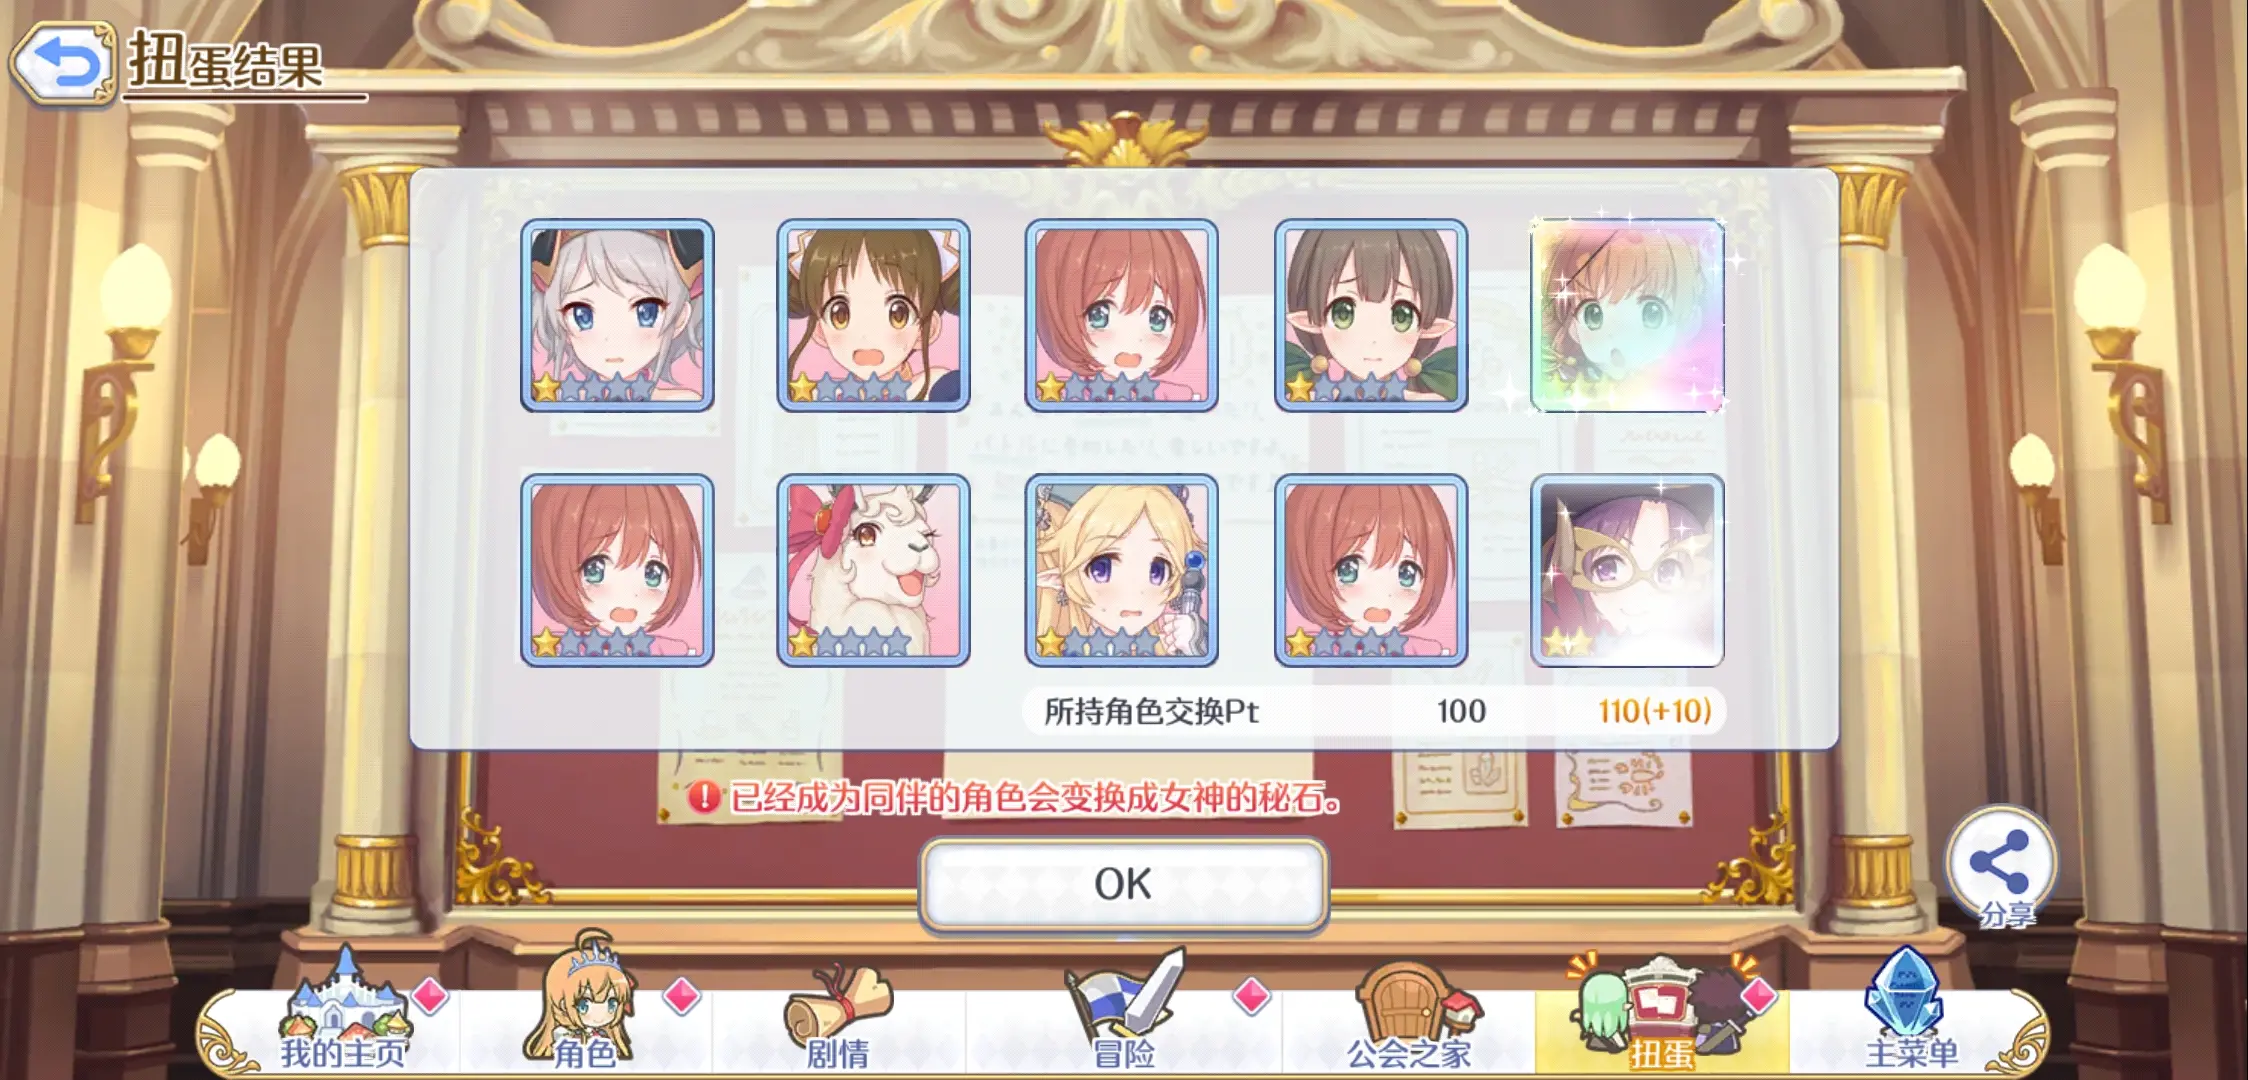 扭蛋结果
所持角色交换Pt 100 110(+10)
已经成为同伴的角色会变换成女神的秘石。
OK
分享
我的主页 角色 剧情 冒险 公会之家 扭蛋 主菜单